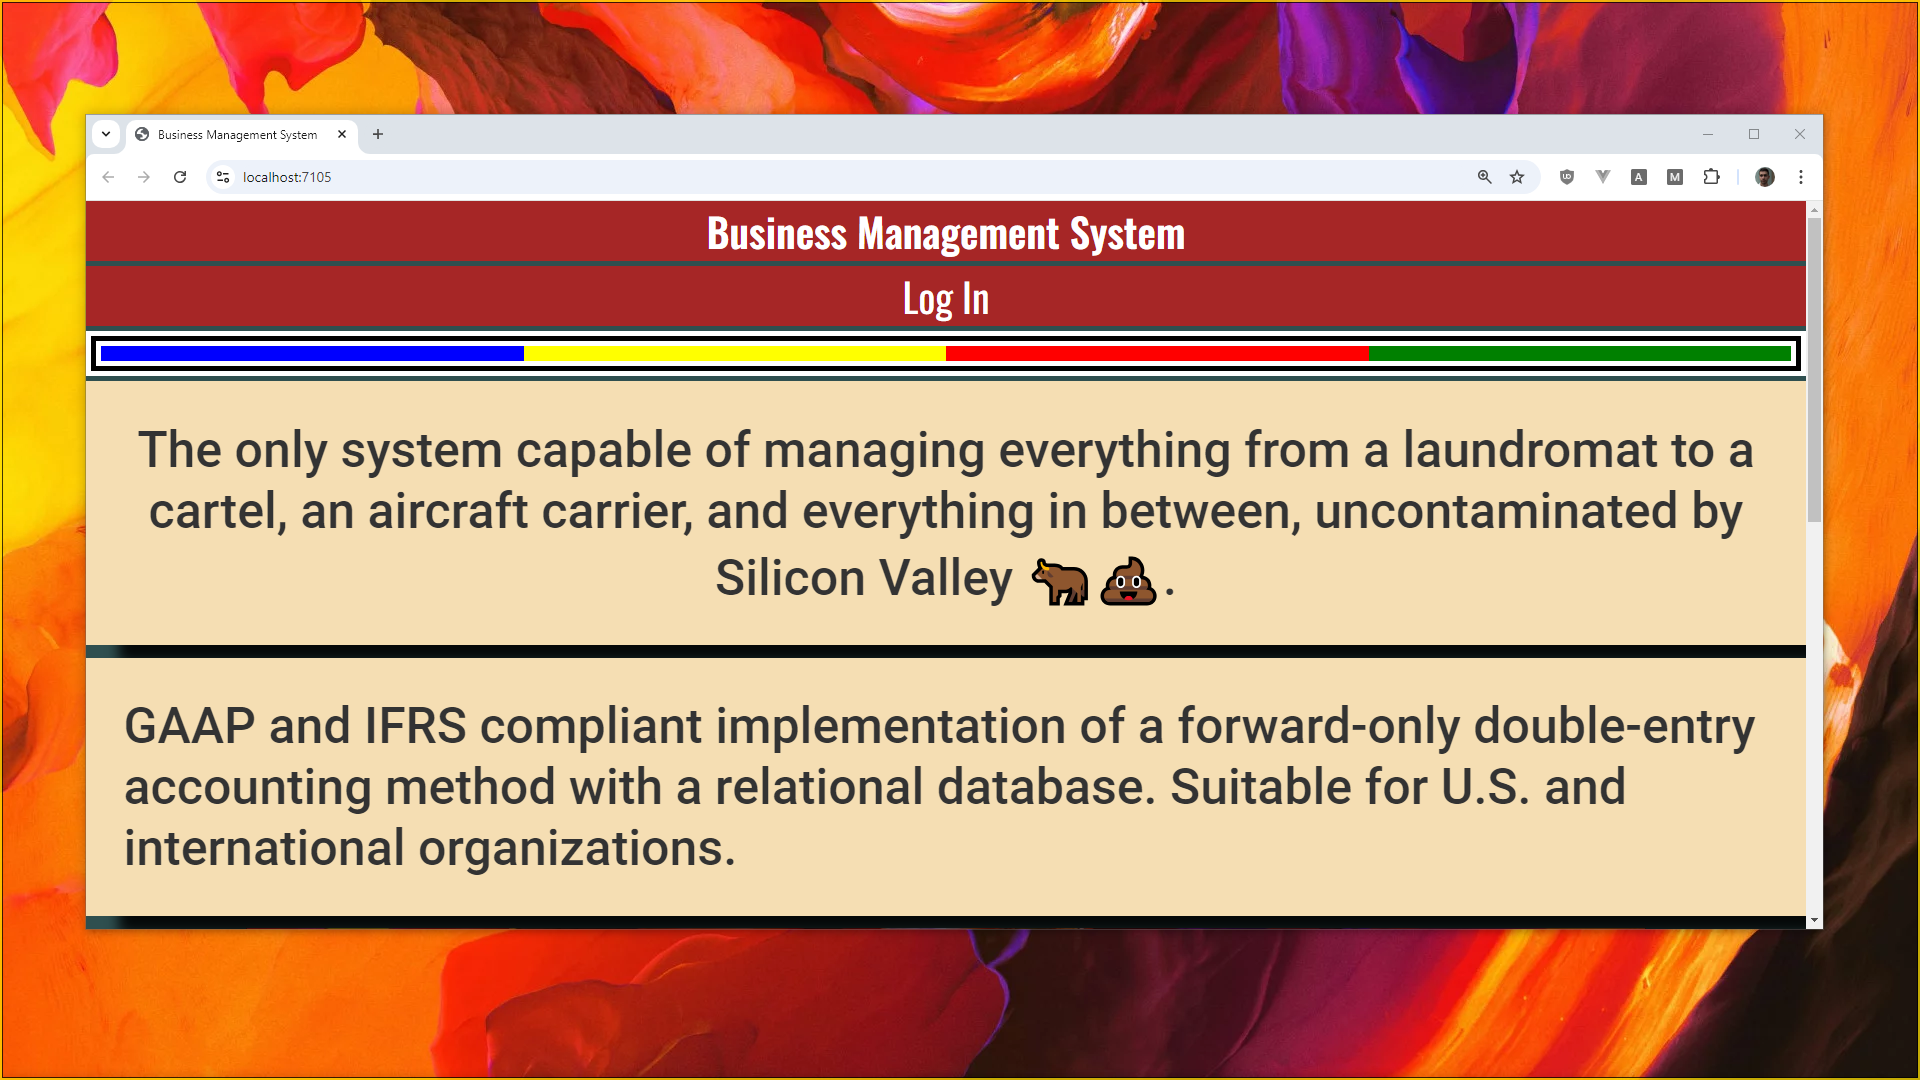 Business Management System
localhost:7105
UD
A
M
Business Management System
Log In
The only system capable of managing everything from a laundromat to a
cartel, an aircraft carrier, and everything in between, uncontaminated by
Silicon Valley 🐂💩.
GAAP and IFRS compliant implementation of a forward-only double-entry
accounting method with a relational database. Suitable for U.S. and
international organizations.